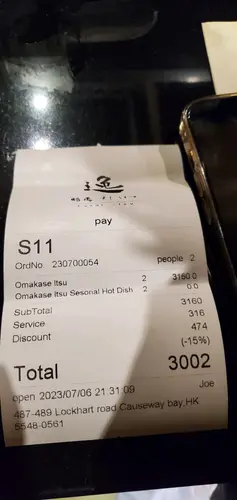 pay
S11
OrdNo. 230700054 people 2
Omakase Itsu 2 3160.0
Omakase Itsu Sesonal Hot Dish 2 0.0
SubTotal 3160
Service 316
Discount 474
(-15%)
Total 3002
open 2023/07/06 21:31:09 Joe
487-489 Lockhart road Causeway bay,HK
5548-0561